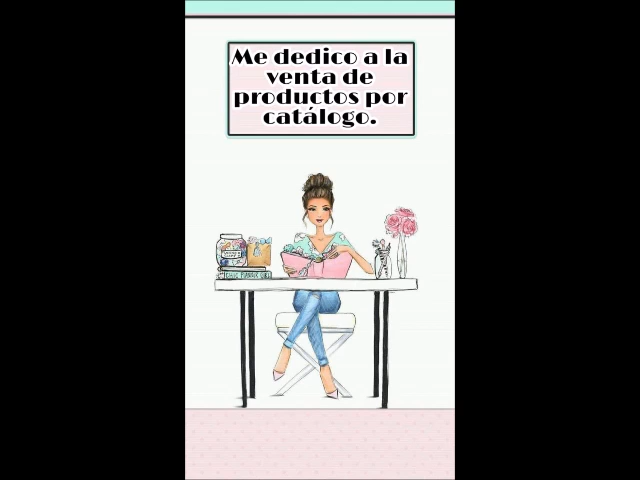 Me dedico a la
venta de
productos por
catálogo.